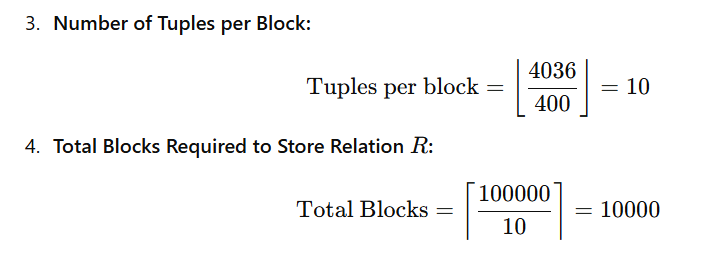 3. Number of Tuples per Block:
Tuples per block = ⌊4036/400⌋ = 10
4. Total Blocks Required to Store Relation R:
Total Blocks = ⌈100000/10⌉ = 10000